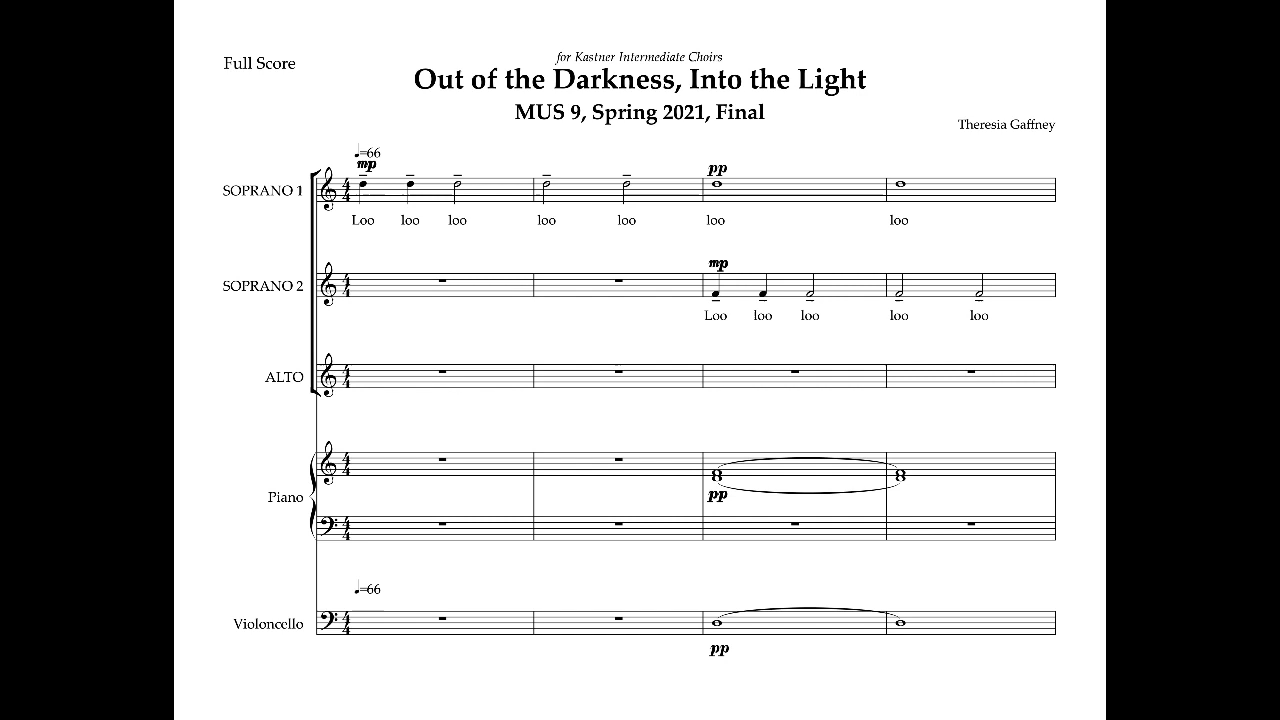 for Kastner Intermediate Choirs
Full Score
Out of the Darkness, Into the Light
MUS 9, Spring 2021, Final
Theresia Gaffney
♩=66
mp
pp
SOPRANO 1
Loo loo loo loo loo loo loo
mp
SOPRANO 2
Loo loo loo loo loo
ALTO
Piano
pp
♩=66
Violoncello
pp